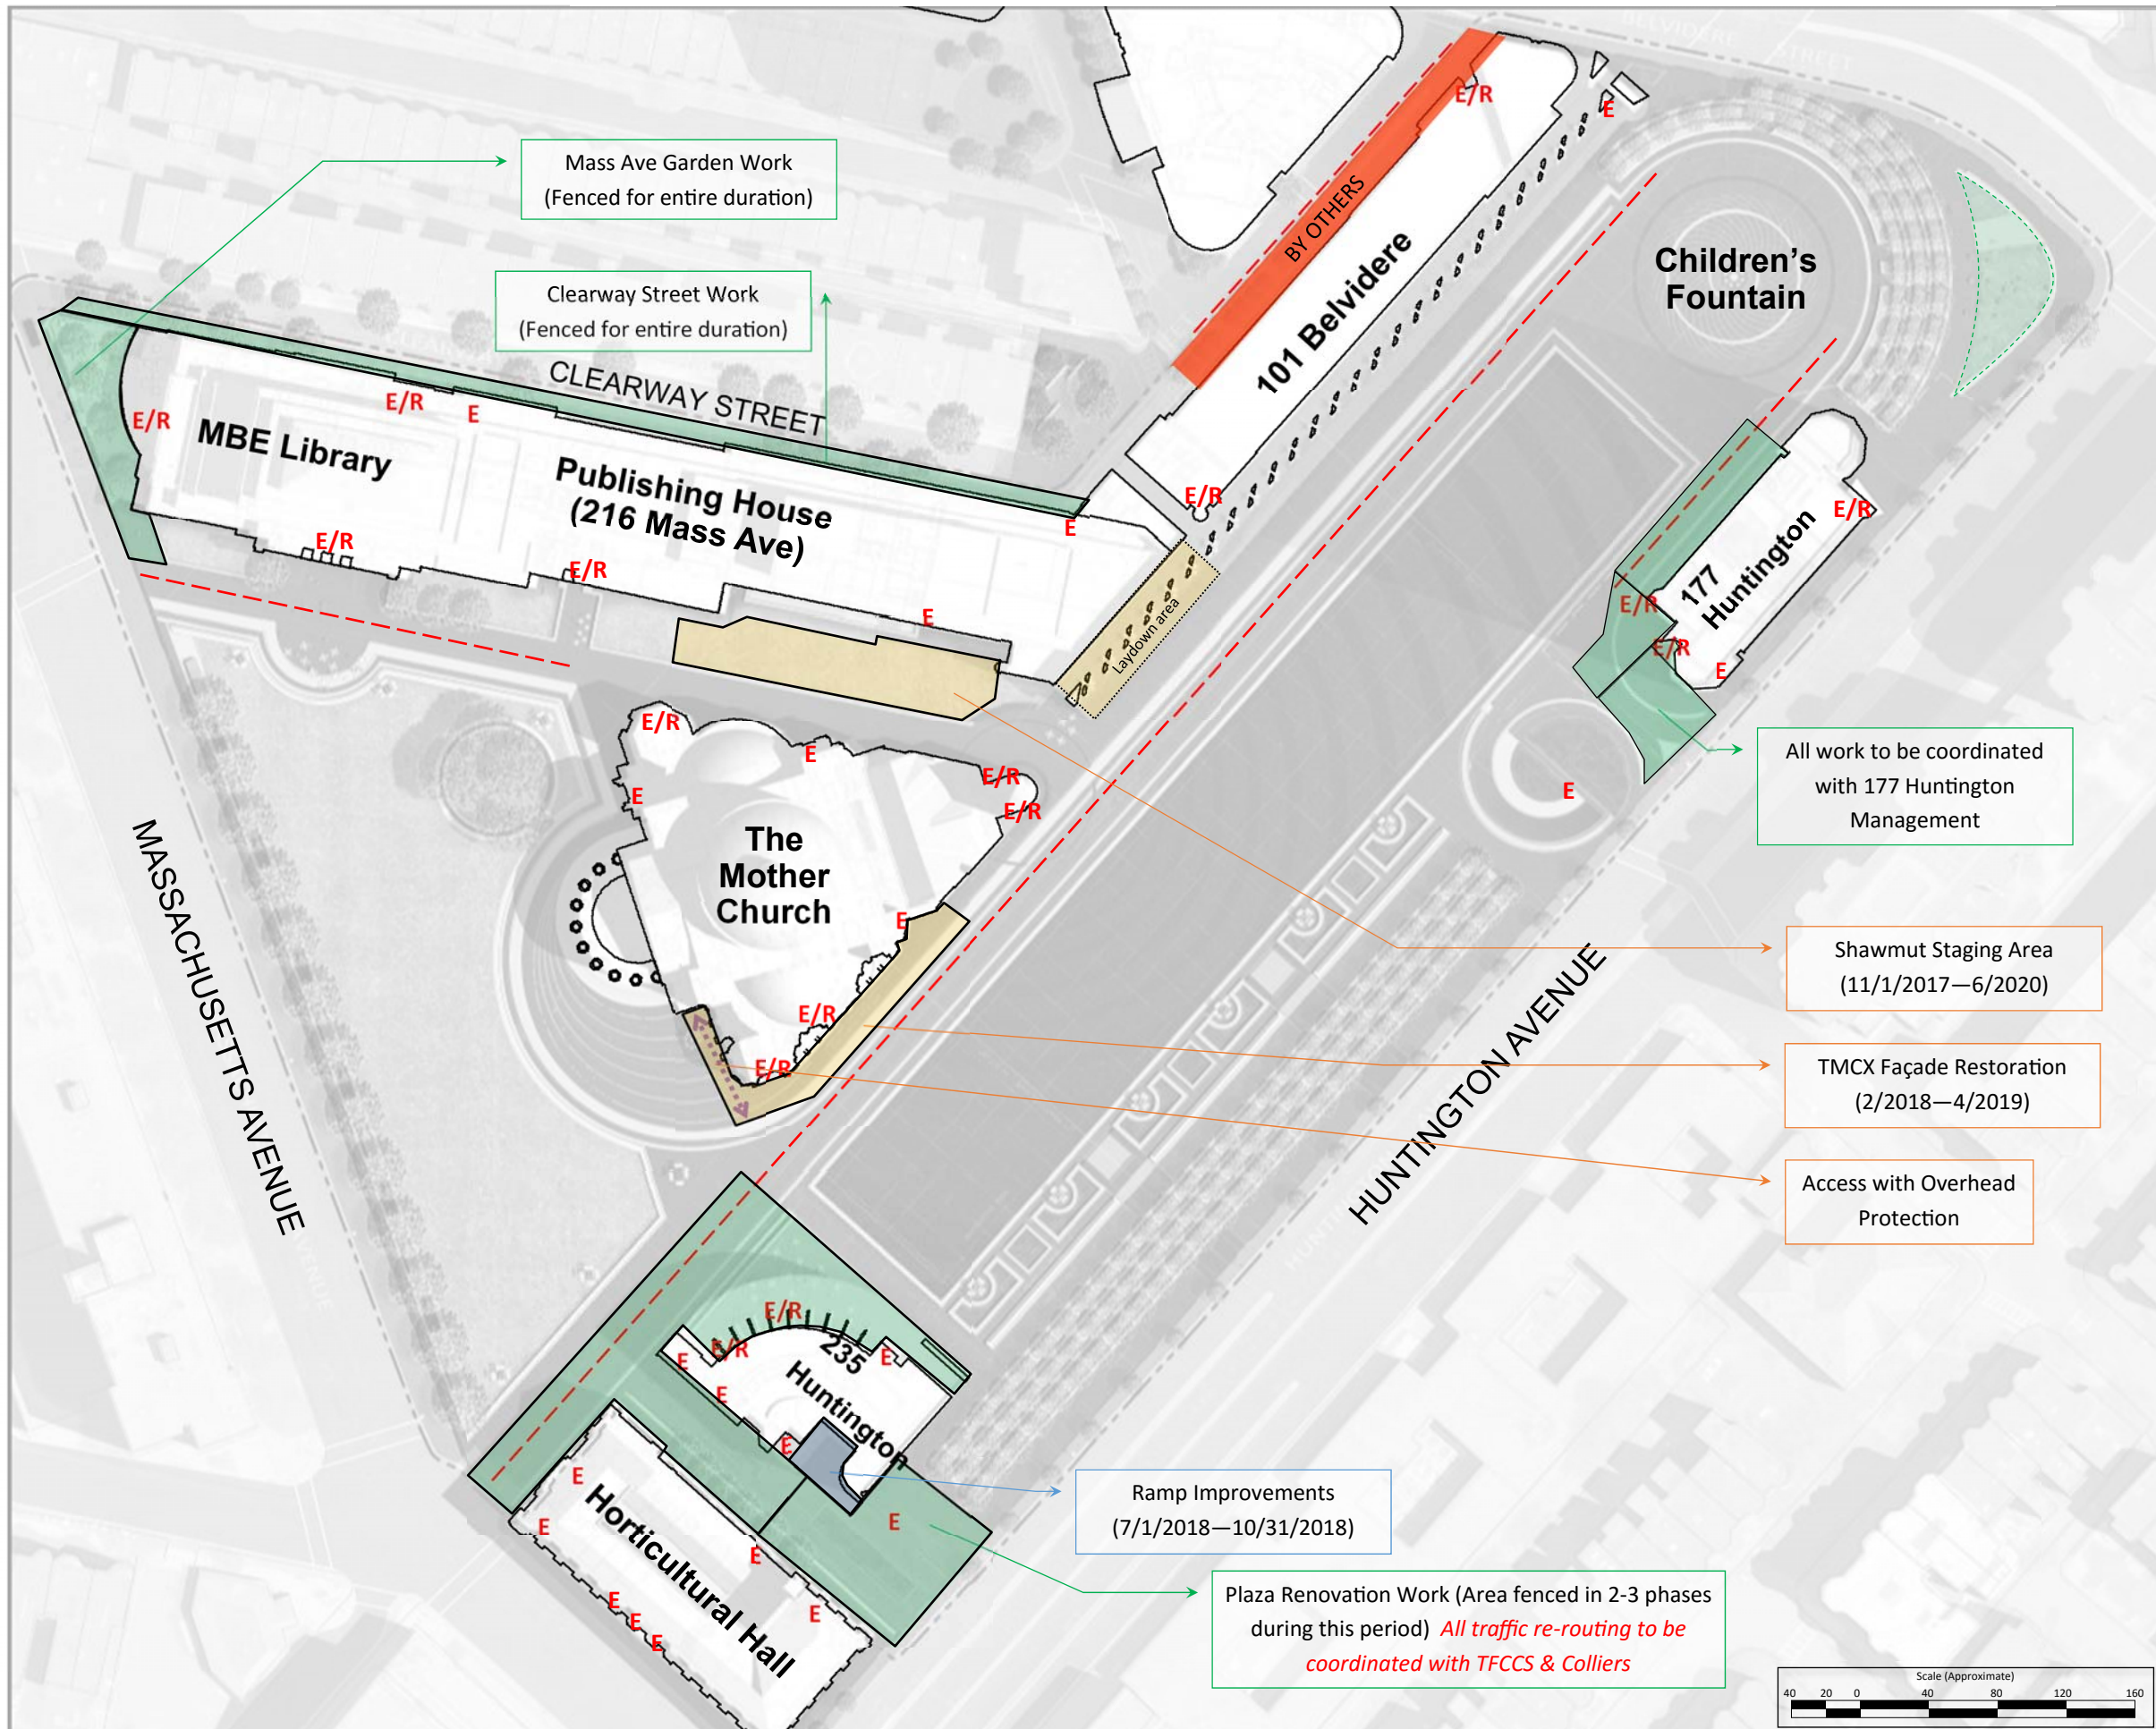 BELVIDERE STREET
E/R
E
Mass Ave Garden Work
(Fenced for entire duration)
BY OTHERS
Children's
Fountain
Clearway Street Work
(Fenced for entire duration)
101 Belvidere
CLEARWAY STREET
E/R
E
E/R
MBE Library
Publishing House
(216 Mass Ave)
E/R
E
E/R
E/R
E/R
E
Laydown area
177
Huntington
E/R
E/R
E/R
E
E/R
E
E/R
E/R
E
E
All work to be coordinated
with 177 Huntington
Management
The
Mother
Church
MASSACHUSETTS AVENUE
E
E/R
E/R
HUNTINGTON AVENUE
Shawmut Staging Area
(11/1/2017—6/2020)
TMCX Façade Restoration
(2/2018—4/2019)
Access with Overhead
Protection
E/R
E/R
E
E
E
E
235
Huntington
E
Horticultural Hall
E
E
E
E
E
E
E
Ramp Improvements
(7/1/2018—10/31/2018)
Plaza Renovation Work (Area fenced in 2-3 phases
during this period) All traffic re-routing to be
coordinated with TFCCS & Colliers
Scale (Approximate)
40 20 0 40 80 120 160